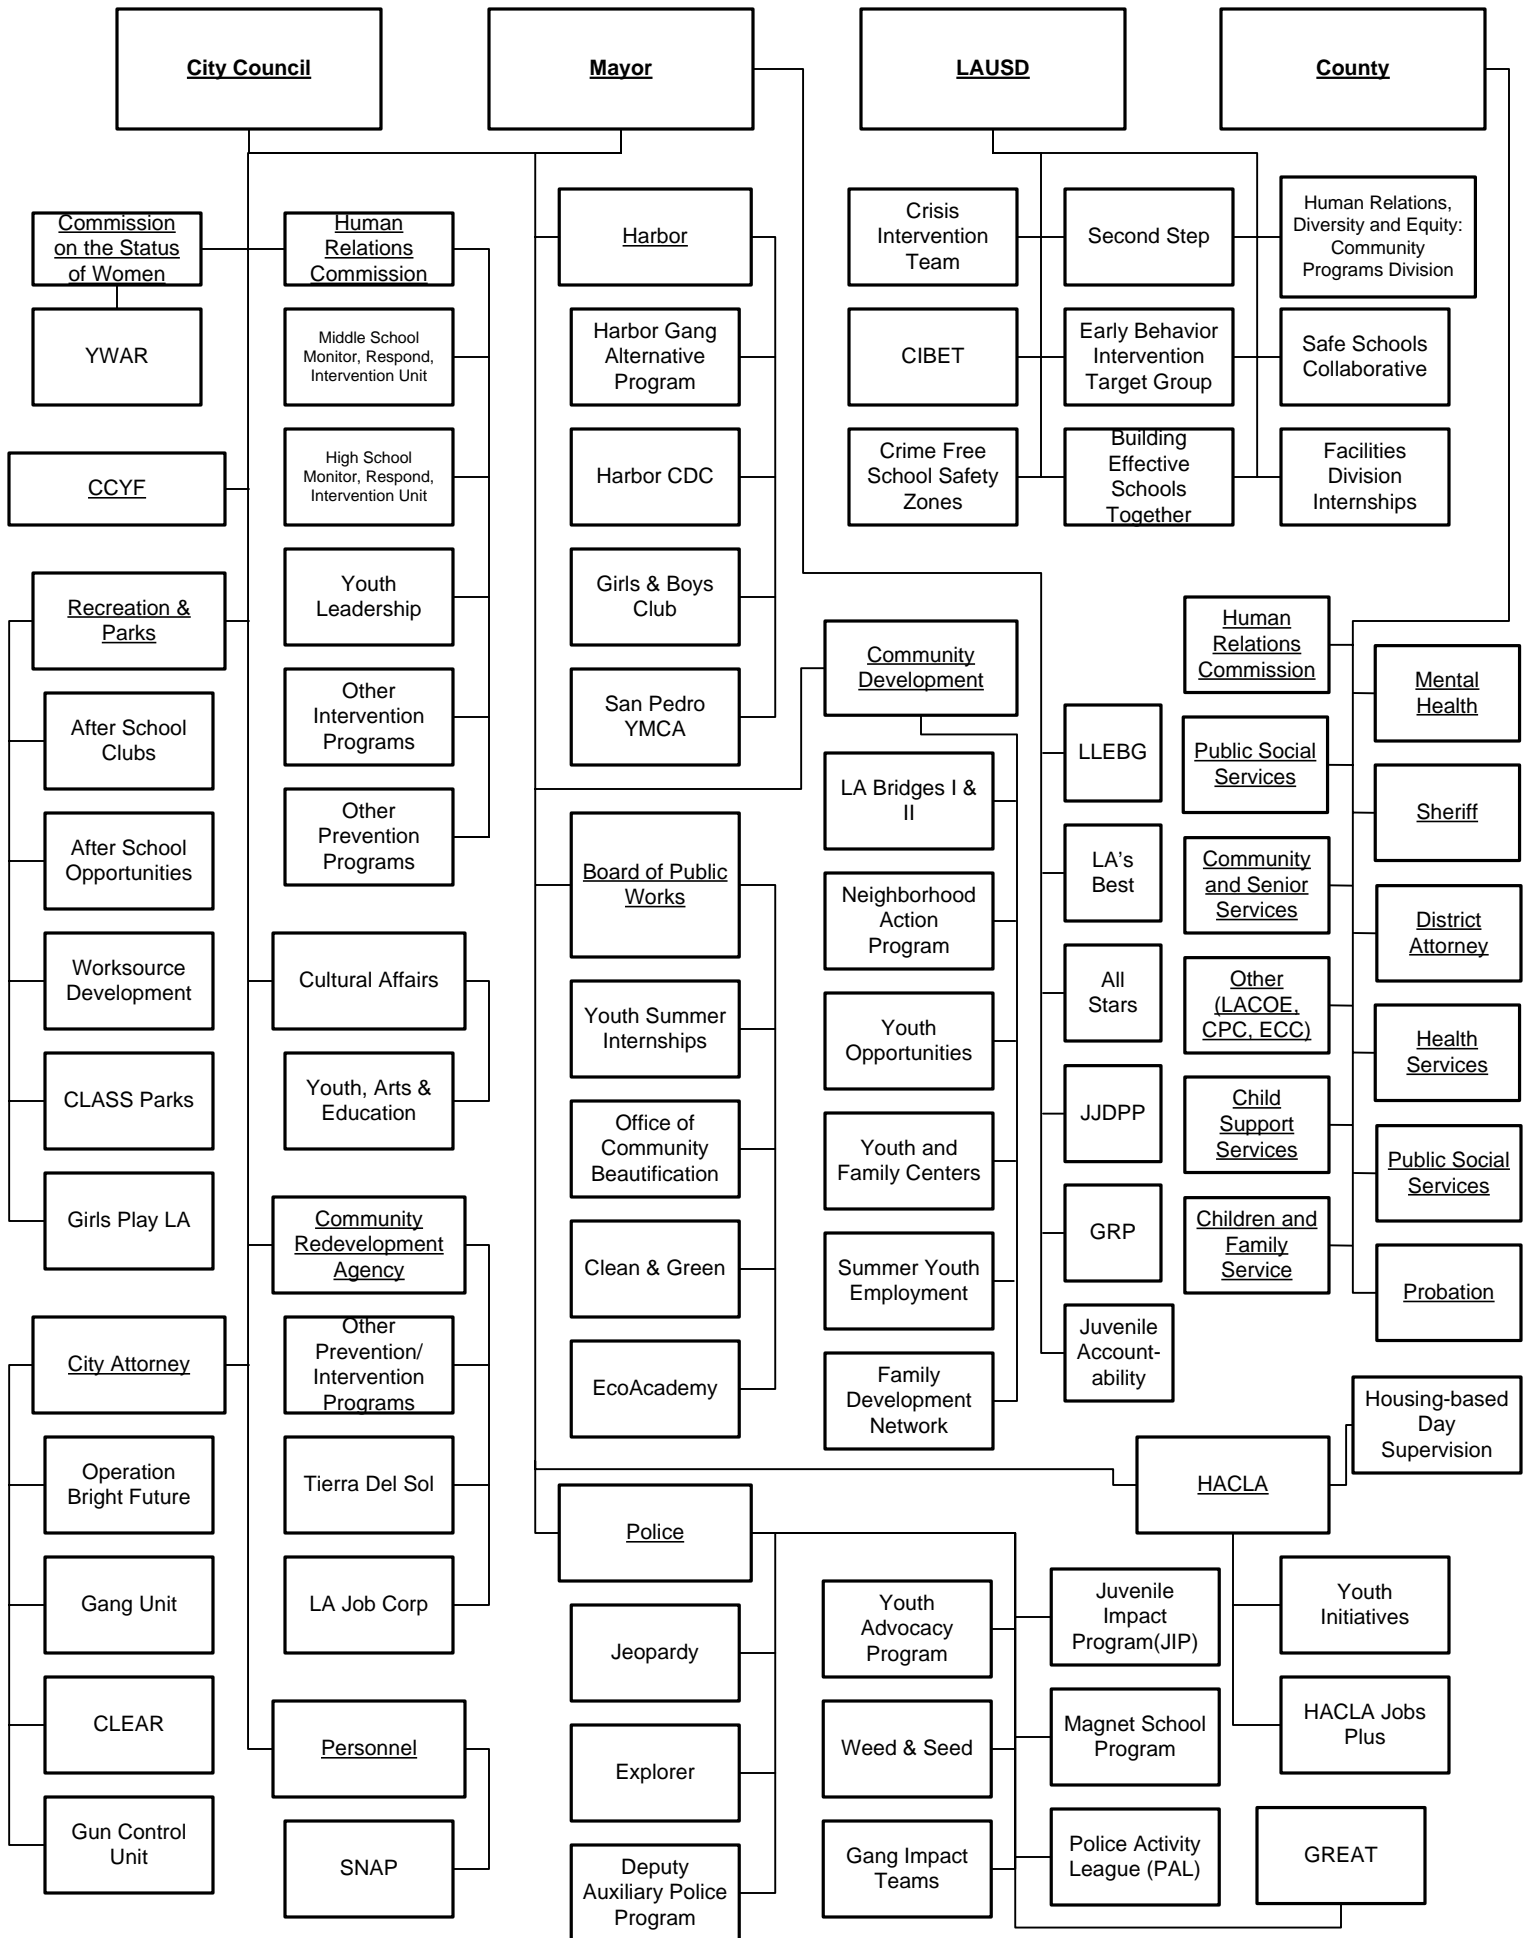 City Council
Mayor
LAUSD
County
Commission
on the Status
of Women
YWAR
CCYF
Recreation &
Parks
After School
Clubs
After School
Opportunities
Worksource
Development
CLASS Parks
Girls Play LA
City Attorney
Operation
Bright Future
Gang Unit
CLEAR
Gun Control
Unit
Human
Relations
Commission
Middle School
Monitor, Respond,
Intervention Unit
High School
Monitor, Respond,
Intervention Unit
Youth
Leadership
Other
Intervention
Programs
Other
Prevention
Programs
Cultural Affairs
Youth, Arts &
Education
Community
Redevelopment
Agency
Other
Prevention/
Intervention
Programs
Tierra Del Sol
LA Job Corp
Personnel
SNAP
Harbor
Harbor Gang
Alternative
Program
Harbor CDC
Girls & Boys
Club
San Pedro
YMCA
Board of Public
Works
Youth Summer
Internships
Office of
Community
Beautification
Clean & Green
EcoAcademy
Police
Jeopardy
Explorer
Deputy
Auxiliary Police
Program
Youth
Advocacy
Program
Weed & Seed
Gang Impact
Teams
Juvenile
Impact
Program(JIP)
Magnet School
Program
Police Activity
League (PAL)
GREAT
Community
Development
LA Bridges I &
II
Neighborhood
Action
Program
Youth
Opportunities
Youth and
Family Centers
Summer Youth
Employment
Family
Development
Network
HACLA
Housing-based
Day
Supervision
Youth
Initiatives
HACLA Jobs
Plus
LLEBG
LA's
Best
All
Stars
JJDPP
GRP
Juvenile
Account-
ability
Crisis
Intervention
Team
Second Step
Human Relations,
Diversity and Equity:
Community
Programs Division
CIBET
Early Behavior
Intervention
Target Group
Safe Schools
Collaborative
Crime Free
School Safety
Zones
Building
Effective
Schools
Together
Facilities
Division
Internships
Human
Relations
Commission
Mental
Health
Public Social
Services
Sheriff
Community
and Senior
Services
District
Attorney
Other
(LACOE,
CPC, ECC)
Health
Services
Child
Support
Services
Public Social
Services
Children and
Family
Service
Probation